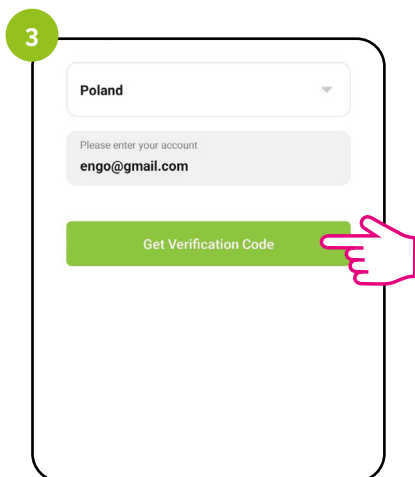 3
Poland
Please enter your account
engo@gmail.com
Get Verification Code